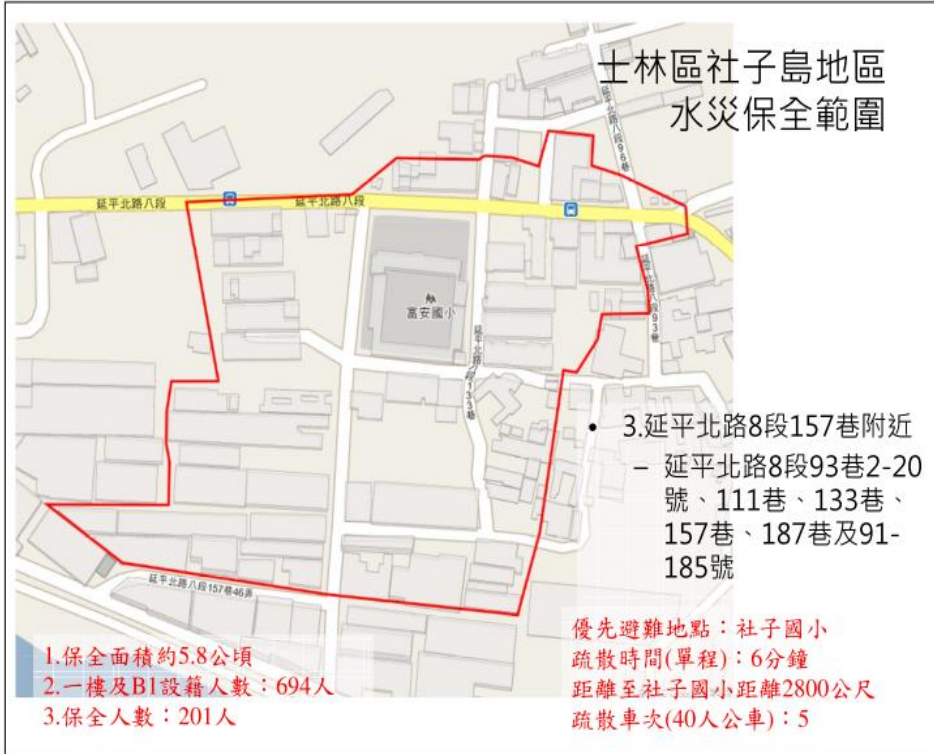 士林區社子島地區
水災保全範圍
延平北路八段96巷
延平北路八段
延平北路八段
富安國小
延平北路八段133巷
延平北路八段93巷
• 3.延平北路8段157巷附近
– 延平北路8段93巷2-20
號、111巷、133巷、
157巷、187巷及91-
185號
延平北路八段157巷46弄
1.保全面積約5.8公頃
2.一樓及B1設籍人數：694人
3.保全人數：201人
優先避難地點：社子國小
疏散時間(單程)：6分鐘
距離至社子國小距離2800公尺
疏散車次(40人公車)：5